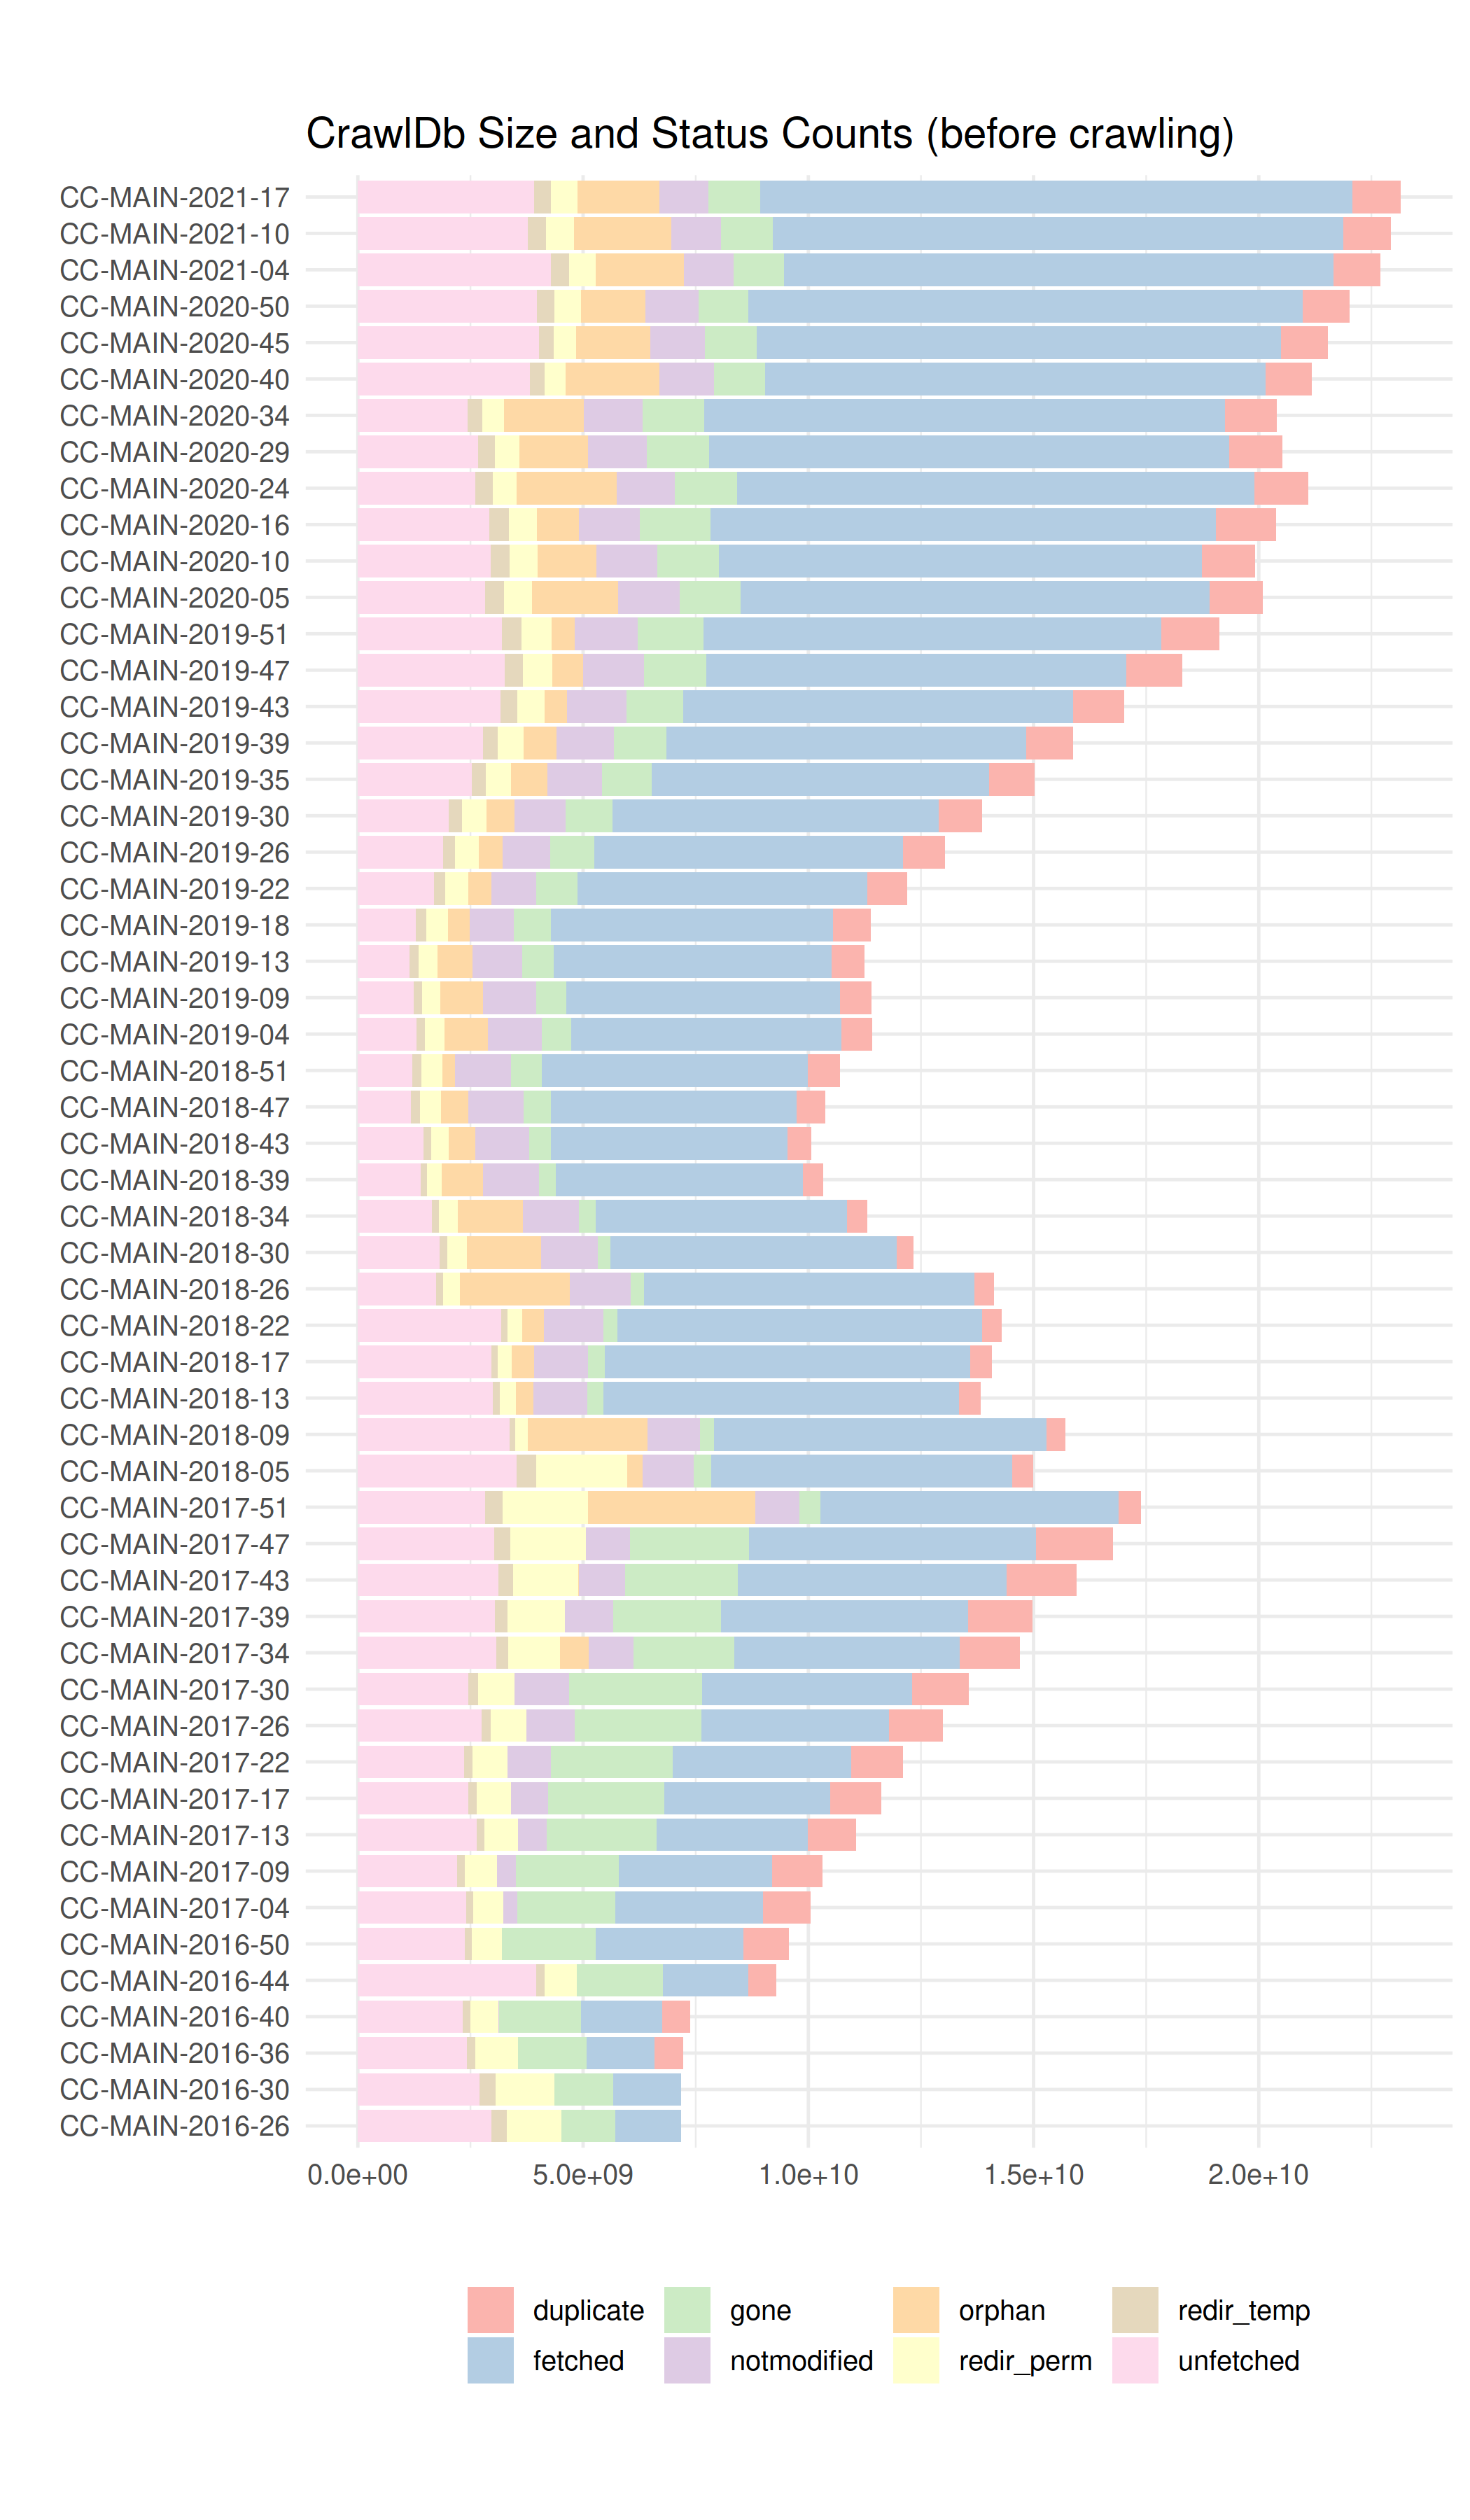 CrawlDb Size and Status Counts (before crawling)
CC-MAIN-2021-17
CC-MAIN-2021-10
CC-MAIN-2021-04
CC-MAIN-2020-50
CC-MAIN-2020-45
CC-MAIN-2020-40
CC-MAIN-2020-34
CC-MAIN-2020-29
CC-MAIN-2020-24
CC-MAIN-2020-16
CC-MAIN-2020-10
CC-MAIN-2020-05
CC-MAIN-2019-51
CC-MAIN-2019-47
CC-MAIN-2019-43
CC-MAIN-2019-39
CC-MAIN-2019-35
CC-MAIN-2019-30
CC-MAIN-2019-26
CC-MAIN-2019-22
CC-MAIN-2019-18
CC-MAIN-2019-13
CC-MAIN-2019-09
CC-MAIN-2019-04
CC-MAIN-2018-51
CC-MAIN-2018-47
CC-MAIN-2018-43
CC-MAIN-2018-39
CC-MAIN-2018-34
CC-MAIN-2018-30
CC-MAIN-2018-26
CC-MAIN-2018-22
CC-MAIN-2018-17
CC-MAIN-2018-13
CC-MAIN-2018-09
CC-MAIN-2018-05
CC-MAIN-2017-51
CC-MAIN-2017-47
CC-MAIN-2017-43
CC-MAIN-2017-39
CC-MAIN-2017-34
CC-MAIN-2017-30
CC-MAIN-2017-26
CC-MAIN-2017-22
CC-MAIN-2017-17
CC-MAIN-2017-13
CC-MAIN-2017-09
CC-MAIN-2017-04
CC-MAIN-2016-50
CC-MAIN-2016-44
CC-MAIN-2016-40
CC-MAIN-2016-36
CC-MAIN-2016-30
CC-MAIN-2016-26
0.0e+00 5.0e+09 1.0e+10 1.5e+10 2.0e+10
duplicate gone orphan redir_temp
fetched notmodified redir_perm unfetched